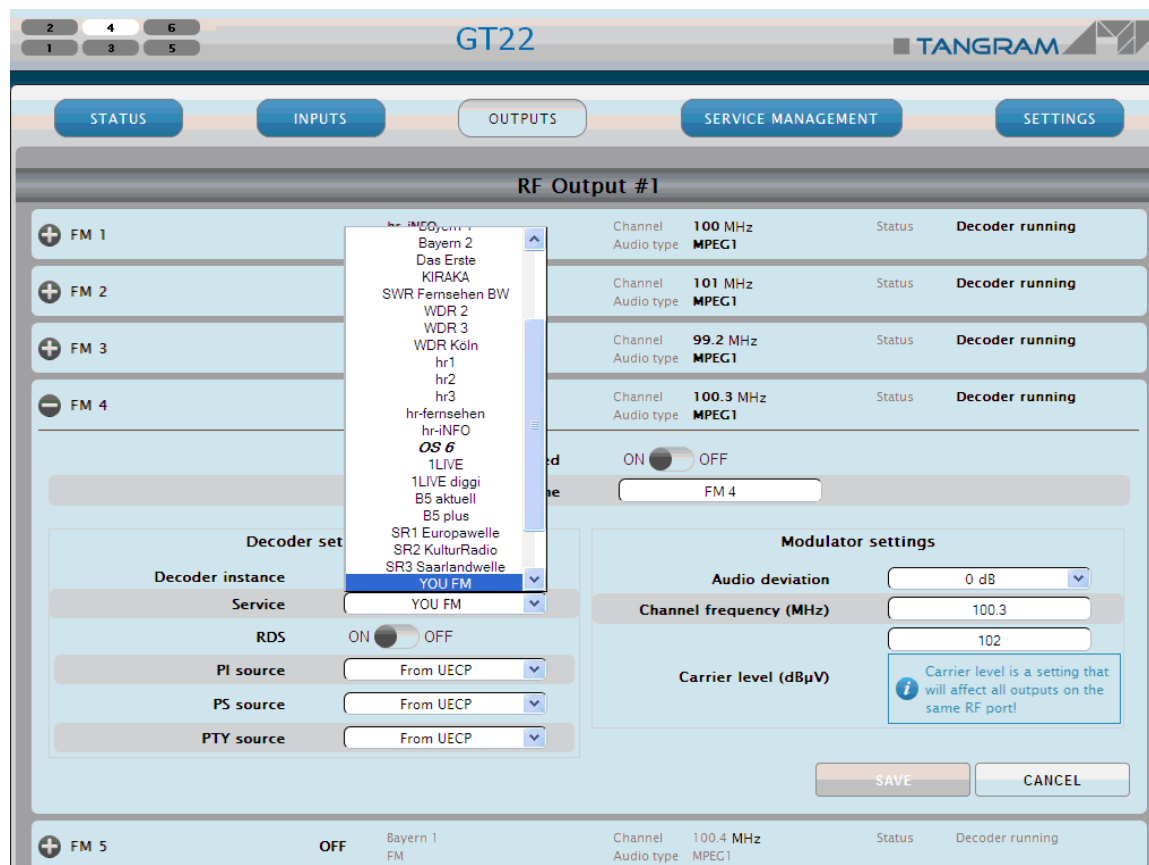 2 4 6
1 3 5
GT22
TANGRAM
STATUS INPUTS OUTPUTS SERVICE MANAGEMENT SETTINGS
RF Output #1
FM 1 hr-iNFO Channel 100 MHz Status Decoder running
Audio type MPEG1
FM 2 Channel 101 MHz Status Decoder running
Audio type MPEG1
FM 3 Channel 99.2 MHz Status Decoder running
Audio type MPEG1
FM 4 Channel 100.3 MHz Status Decoder running
Audio type MPEG1
Bayern 1
Bayern 2
Das Erste
KIRAKA
SWR Fernsehen BW
WDR 2
WDR 3
WDR Köln
hr1
hr2
hr3
hr-fernsehen
hr-iNFO
OS 6
1LIVE
1LIVE diggi
B5 aktuell
B5 plus
SR1 Europawelle
SR2 KulturRadio
SR3 Saarlandwelle
YOU FM
ON OFF
FM 4
Decoder set
Decoder instance
Service YOU FM
RDS ON OFF
PI source From UECP
PS source From UECP
PTY source From UECP
Modulator settings
Audio deviation 0 dB
Channel frequency (MHz) 100.3
Carrier level (dBµV) 102
Carrier level is a setting that
will affect all outputs on the
same RF port!
SAVE CANCEL
FM 5 OFF Bayern 1 Channel 100.4 MHz Status Decoder running
FM Audio type MPEG1